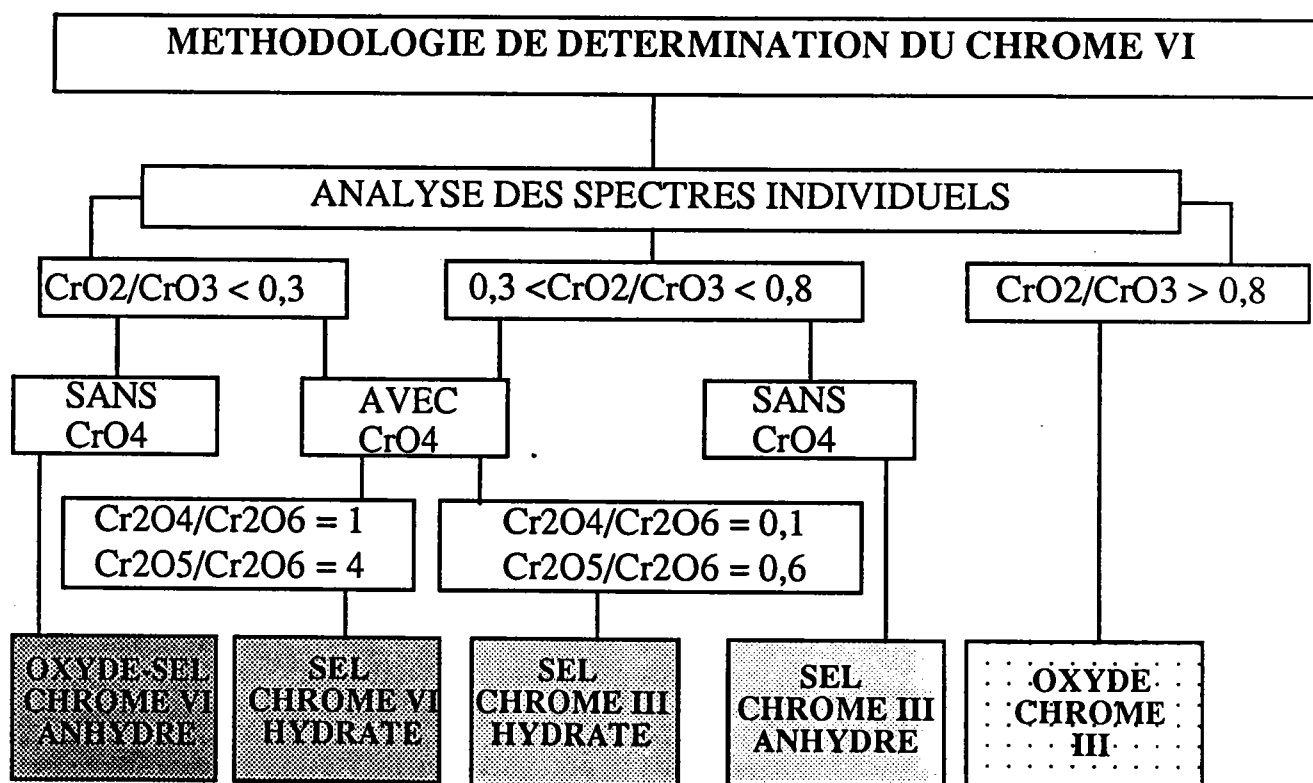 METHODOLOGIE DE DETERMINATION DU CHROME VI
ANALYSE DES SPECTRES INDIVIDUELS
CrO2/CrO3 < 0,3
0,3 <CrO2/CrO3 < 0,8
CrO2/CrO3 > 0,8
SANS
CrO4
AVEC
CrO4
SANS
CrO4
Cr2O4/Cr2O6 = 1
Cr2O5/Cr2O6 = 4
Cr2O4/Cr2O6 = 0,1
Cr2O5/Cr2O6 = 0,6
OXYDE-SEL
CHROME VI
ANHYDRE
SEL
CHROME VI
HYDRATE
SEL
CHROME III
HYDRATE
SEL
CHROME III
ANHYDRE
OXYDE
CHROME
III